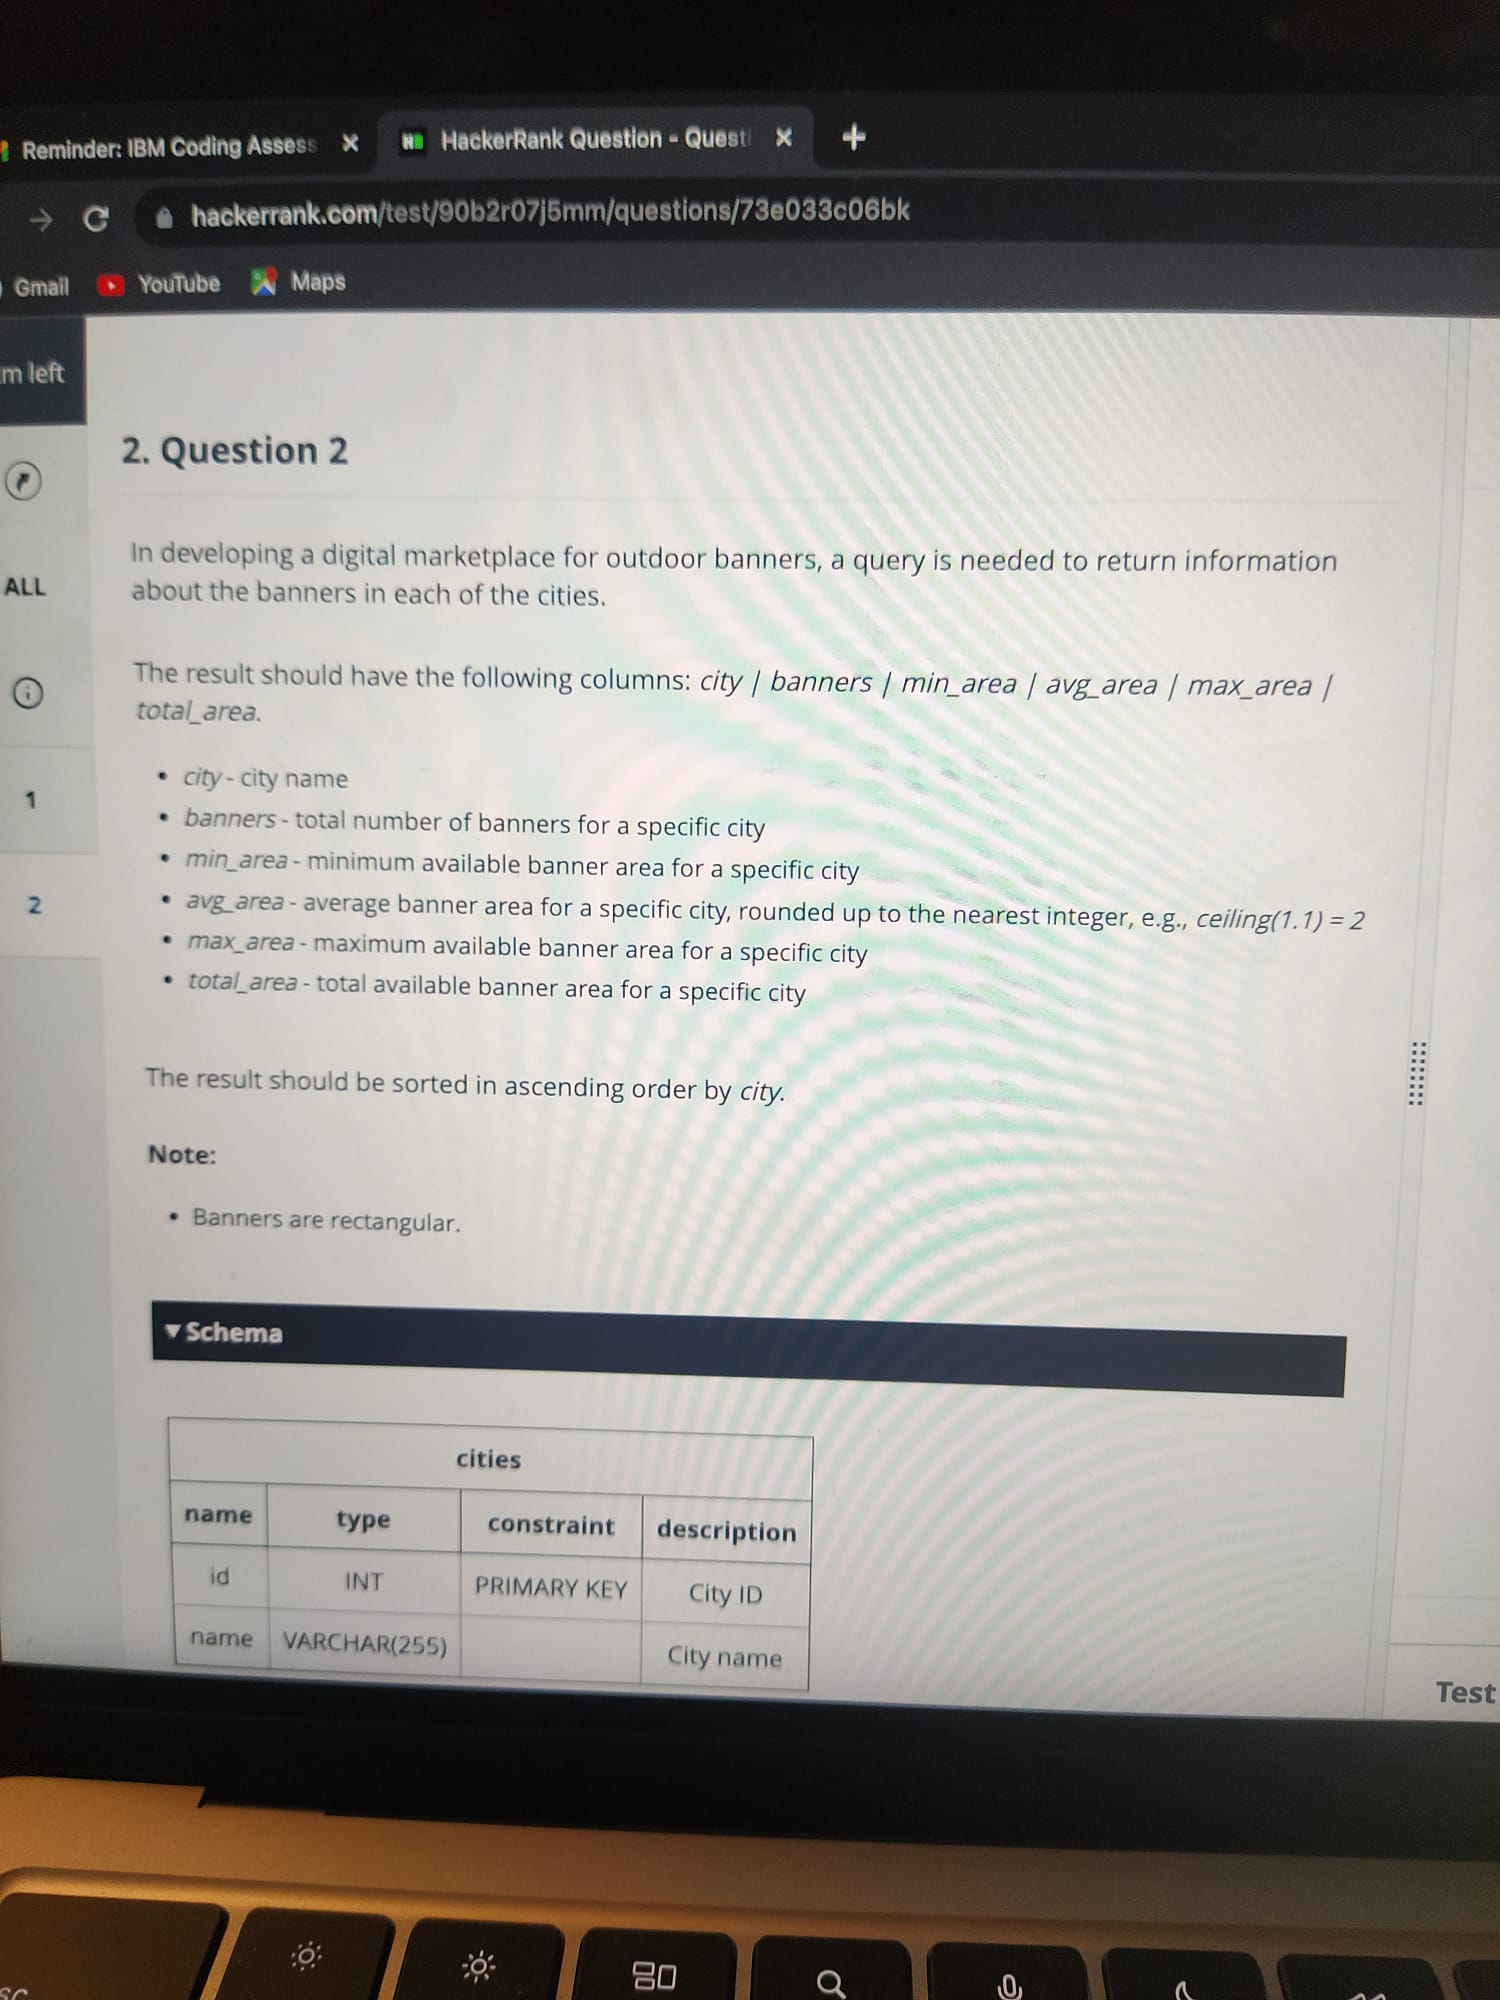 Reminder: IBM Coding Assess
HackerRank Question - Questi
hackerrank.com/test/90b2r07j5mm/questions/73e033c06bk
Gmail YouTube Maps
m left
2. Question 2
In developing a digital marketplace for outdoor banners, a query is needed to return information
about the banners in each of the cities.
ALL
The result should have the following columns: city | banners | min_area | avg_area | max_area |
total_area.
• city - city name
1
• banners - total number of banners for a specific city
• min_area - minimum available banner area for a specific city
2
• avg_area - average banner area for a specific city, rounded up to the nearest integer, e.g., ceiling(1.1) = 2
• max_area - maximum available banner area for a specific city
• total_area - total available banner area for a specific city
The result should be sorted in ascending order by city.
Note:
• Banners are rectangular.
▼ Schema
cities
name type constraint description
id INT PRIMARY KEY City ID
name VARCHAR(255) City name
Test
sc